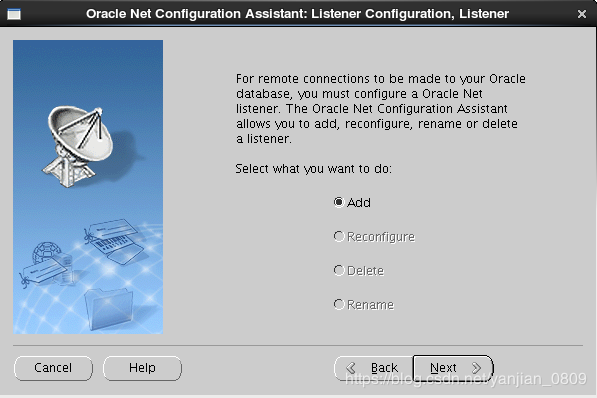 Oracle Net Configuration Assistant: Listener Configuration, Listener
For remote connections to be made to your Oracle
database, you must configure a Oracle Net
listener. The Oracle Net Configuration Assistant
allows you to add, reconfigure, rename or delete
a listener.
Select what you want to do:
Add
Reconfigure
Delete
Rename
Cancel
Help
Back
Next
https://blog.csdn.net/yanjian_0809